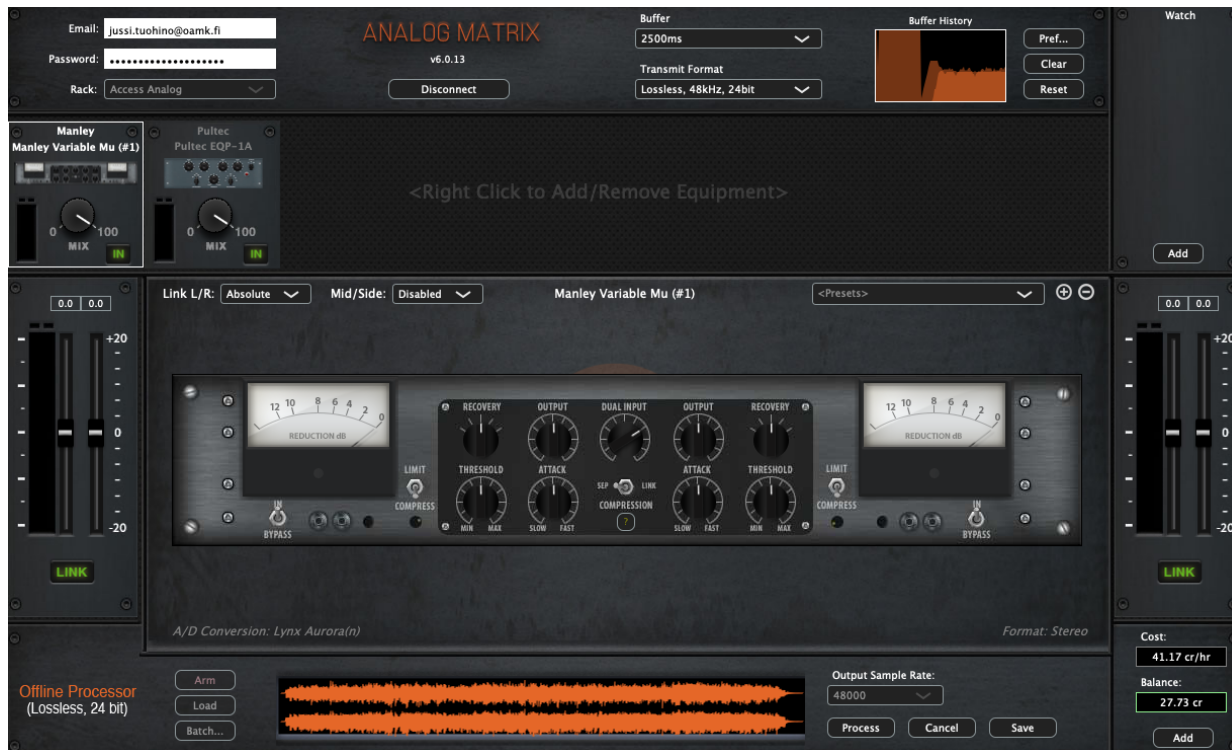 Email: jussi.tuohino@oamk.fi
Password: ••••••••••••••••••••
Rack: Access Analog
ANALOG MATRIX
v6.0.13
Disconnect
Buffer
2500ms
Transmit Format
Lossless, 48kHz, 24bit
Buffer History
Pref...
Clear
Reset
Watch
Add
Manley
Manley Variable Mu (#1)
0 100
MIX
IN
Pultec
Pultec EQP-1A
0 100
MIX
IN
<Right Click to Add/Remove Equipment>
0.0 0.0
+20
0
-20
LINK
Link L/R: Absolute Mid/Side: Disabled Manley Variable Mu (#1) <Presets>
12 10 8 6 4 2 0
REDUCTION dB
IN
BYPASS
LIMIT
COMPRESS
RECOVERY OUTPUT DUAL INPUT OUTPUT RECOVERY
THRESHOLD ATTACK SEP LINK ATTACK THRESHOLD
COMPRESSION
?
MIN MAX SLOW FAST SLOW FAST MIN MAX
LIMIT
COMPRESS
12 10 8 6 4 2 0
REDUCTION dB
IN
BYPASS
A/D Conversion: Lynx Aurora(n) Format: Stereo
0.0 0.0
+20
0
-20
LINK
Offline Processor
(Lossless, 24 bit)
Arm
Load
Batch...
Output Sample Rate:
48000
Process Cancel Save
Cost:
41.17 cr/hr
Balance:
27.73 cr
Add